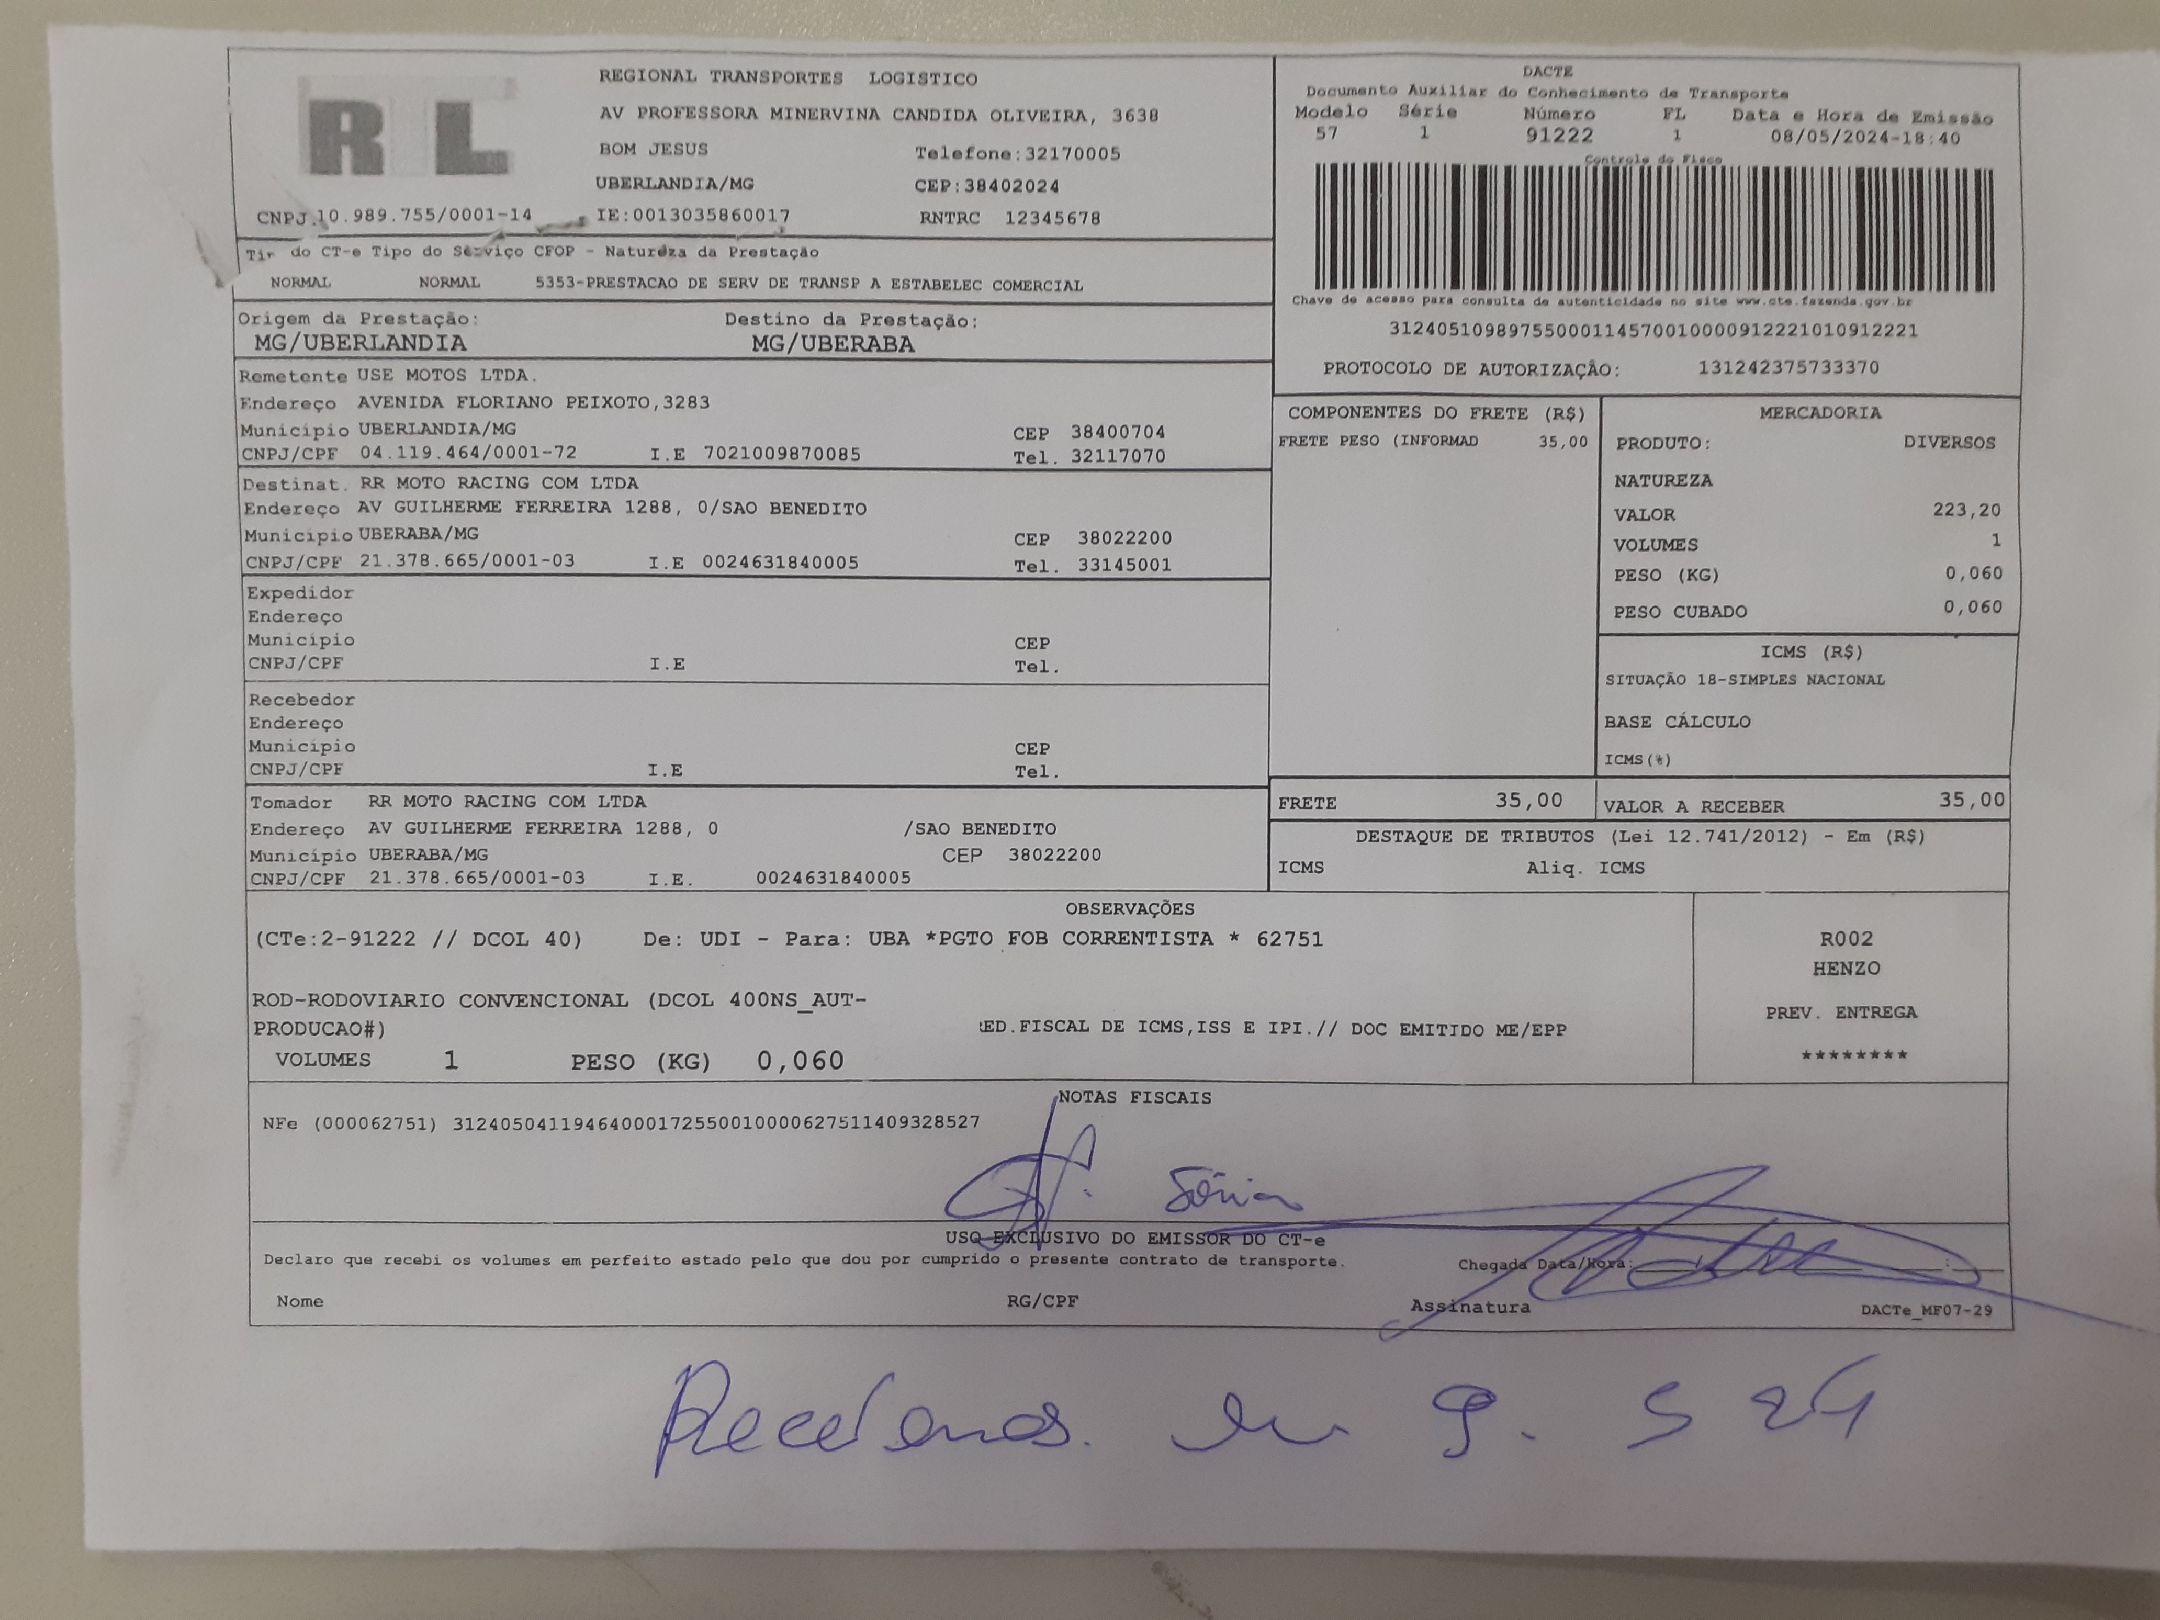 RTL
REGIONAL TRANSPORTES LOGISTICO
AV PROFESSORA MINERVINA CANDIDA OLIVEIRA, 3638
BOM JESUS Telefone:32170005
UBERLANDIA/MG CEP:38402024
CNPJ.10.989.755/0001-14 IE:0013035860017 RNTRC 12345678
do CT-e Tipo do Serviço CFOP - Natureza da Prestação
NORMAL NORMAL 5353-PRESTACAO DE SERV DE TRANSP A ESTABELEC COMERCIAL
Origem da Prestação: Destino da Prestação:
MG/UBERLANDIA MG/UBERABA
DACTE
Documento Auxiliar do Conhecimento de Transporte
Modelo Série Número FL Data e Hora de Emissão
57 1 91222 1 08/05/2024-18:40
Controle do Fisco
Chave de acesso para consulta de autenticidade no site www.cte.fazenda.gov.br
31240510989755000114570010000912221010912221
PROTOCOLO DE AUTORIZAÇÃO: 131242375733370
Remetente USE MOTOS LTDA.
Endereço AVENIDA FLORIANO PEIXOTO,3283
Município UBERLANDIA/MG CEP 38400704
CNPJ/CPF 04.119.464/0001-72 I.E 7021009870085 Tel. 32117070
Destinat. RR MOTO RACING COM LTDA
Endereço AV GUILHERME FERREIRA 1288, 0/SAO BENEDITO
Município UBERABA/MG CEP 38022200
CNPJ/CPF 21.378.665/0001-03 I.E 0024631840005 Tel. 33145001
Expedidor
Endereço
Município CEP
CNPJ/CPF I.E Tel.
Recebedor
Endereço
Município CEP
CNPJ/CPF I.E Tel.
Tomador RR MOTO RACING COM LTDA
Endereço AV GUILHERME FERREIRA 1288, 0 /SAO BENEDITO
Município UBERABA/MG CEP 38022200
CNPJ/CPF 21.378.665/0001-03 I.E. 0024631840005
COMPONENTES DO FRETE (R$)
FRETE PESO (INFORMAD 35,00
MERCADORIA
PRODUTO: DIVERSOS
NATUREZA
VALOR 223,20
VOLUMES 1
PESO (KG) 0,060
PESO CUBADO 0,060
ICMS (R$)
SITUAÇÃO 18-SIMPLES NACIONAL
BASE CÁLCULO
ICMS(%)
FRETE 35,00 VALOR A RECEBER 35,00
DESTAQUE DE TRIBUTOS (Lei 12.741/2012) - Em (R$)
ICMS Aliq. ICMS
OBSERVAÇÕES
(CTe:2-91222 // DCOL 40) De: UDI - Para: UBA *PGTO FOB CORRENTISTA * 62751
ROD-RODOVIARIO CONVENCIONAL (DCOL 400NS_AUT-
PRODUCAO#) ED.FISCAL DE ICMS,ISS E IPI.// DOC EMITIDO ME/EPP
VOLUMES 1 PESO (KG) 0,060
R002
HENZO
PREV. ENTREGA
********
NOTAS FISCAIS
NFe (000062751) 31240504119464000172550010000627511409328527
Sônia
USO EXCLUSIVO DO EMISSOR DO CT-e
Declaro que recebi os volumes em perfeito estado pelo que dou por cumprido o presente contrato de transporte. Chegada Data/Hora:
Nome RG/CPF Assinatura DACTe_MF07-29
Recebemos. em 9. 5 24